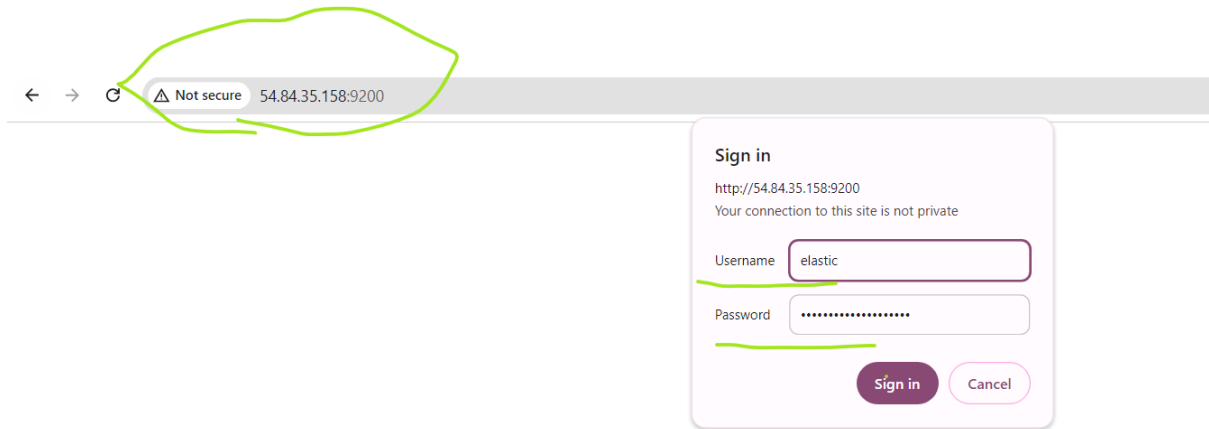 Not secure 54.84.35.158:9200
Sign in
http://54.84.35.158:9200
Your connection to this site is not private
Username elastic
Password ••••••••••••••••••••
Sign in Cancel